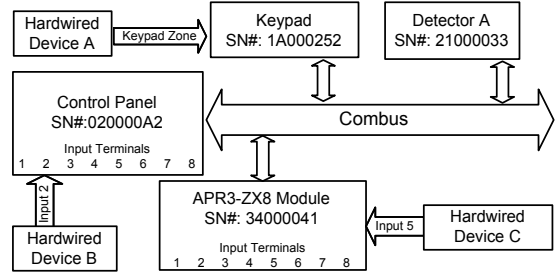 Hardwired
Device A
Keypad Zone
Keypad
SN#: 1A000252
Detector A
SN#: 21000033
Control Panel
SN#:020000A2
Input Terminals
1 2 3 4 5 6 7 8
Combus
Input 2
Hardwired
Device B
APR3-ZX8 Module
SN#: 34000041
Input Terminals
1 2 3 4 5 6 7 8
Input 5
Hardwired
Device C